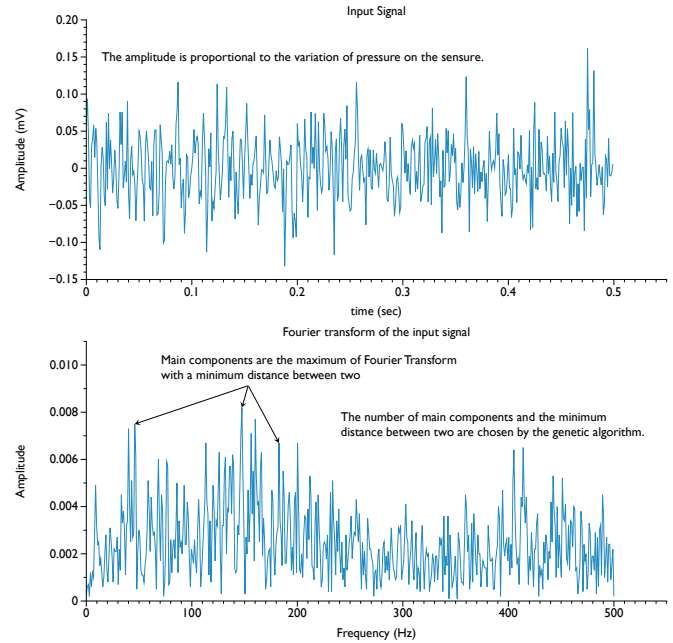 Input Signal
0.20
The amplitude is proportional to the variation of pressure on the sensure.
0.15
0.10
0.05
0
−0.05
−0.10
−0.15
Amplitude (mV)
0 0.1 0.2 0.3 0.4 0.5
time (sec)
Fourier transform of the input signal
0.010
Main components are the maximum of Fourier Transform
with a minimum distance between two
0.008
The number of main components and the minimum
distance between two are chosen by the genetic algorithm.
0.006
0.004
0.002
0
Amplitude
0 100 200 300 400 500
Frequency (Hz)